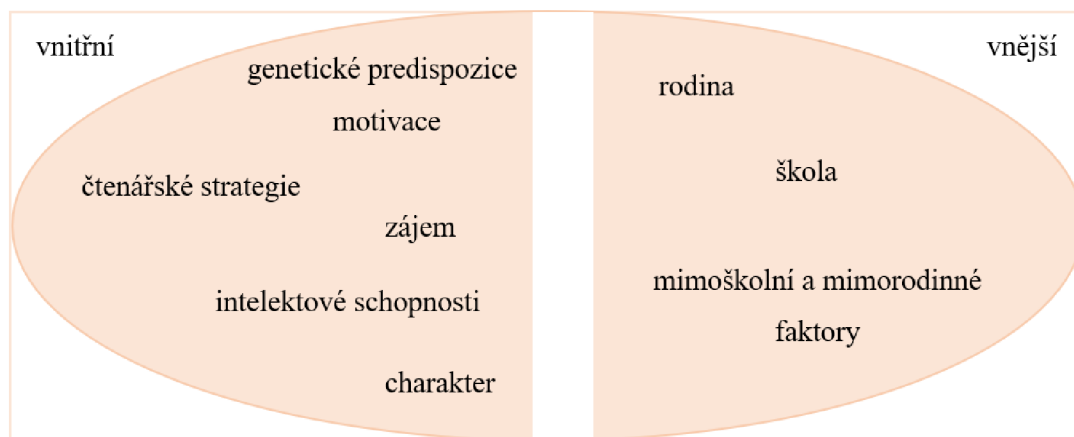 vnitřní
genetické predispozice
motivace
čtenářské strategie
zájem
intelektové schopnosti
charakter
vnější
rodina
škola
mimoškolní a mimorodinné
faktory